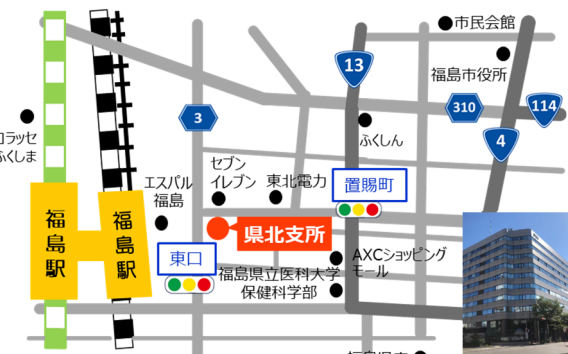 市民会館
13
福島市役所
310
114
3
4
ふくしん
コラッセ
ふくしま
セブン
イレブン
東北電力
置賜町
エスパル
福島
福島駅
福島駅
県北支所
東口
AXCショッピング
モール
福島県立医科大学
保健科学部